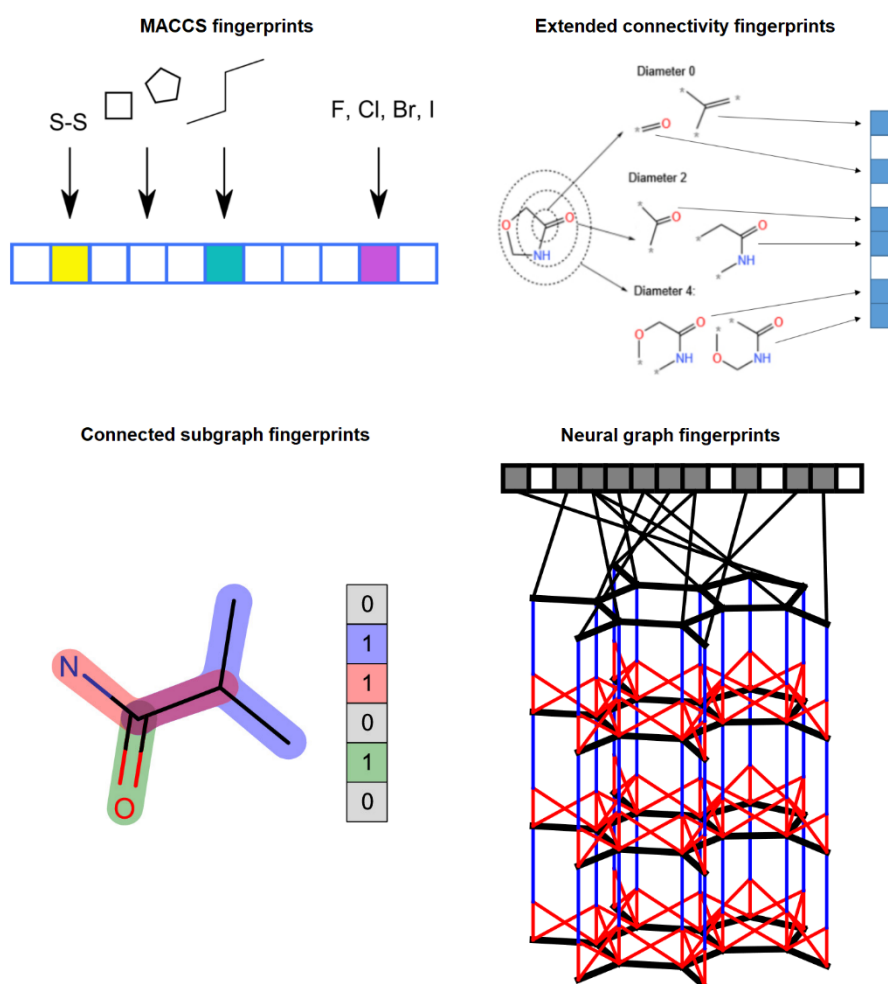 MACCS fingerprints
S-S
F, Cl, Br, I
Extended connectivity fingerprints
Diameter 0
* O
* * *
Diameter 2
O NH
* O *
* O NH *
Diameter 4:
O O NH * *
* O O NH *
Connected subgraph fingerprints
N
O
0
1
1
0
1
0
Neural graph fingerprints